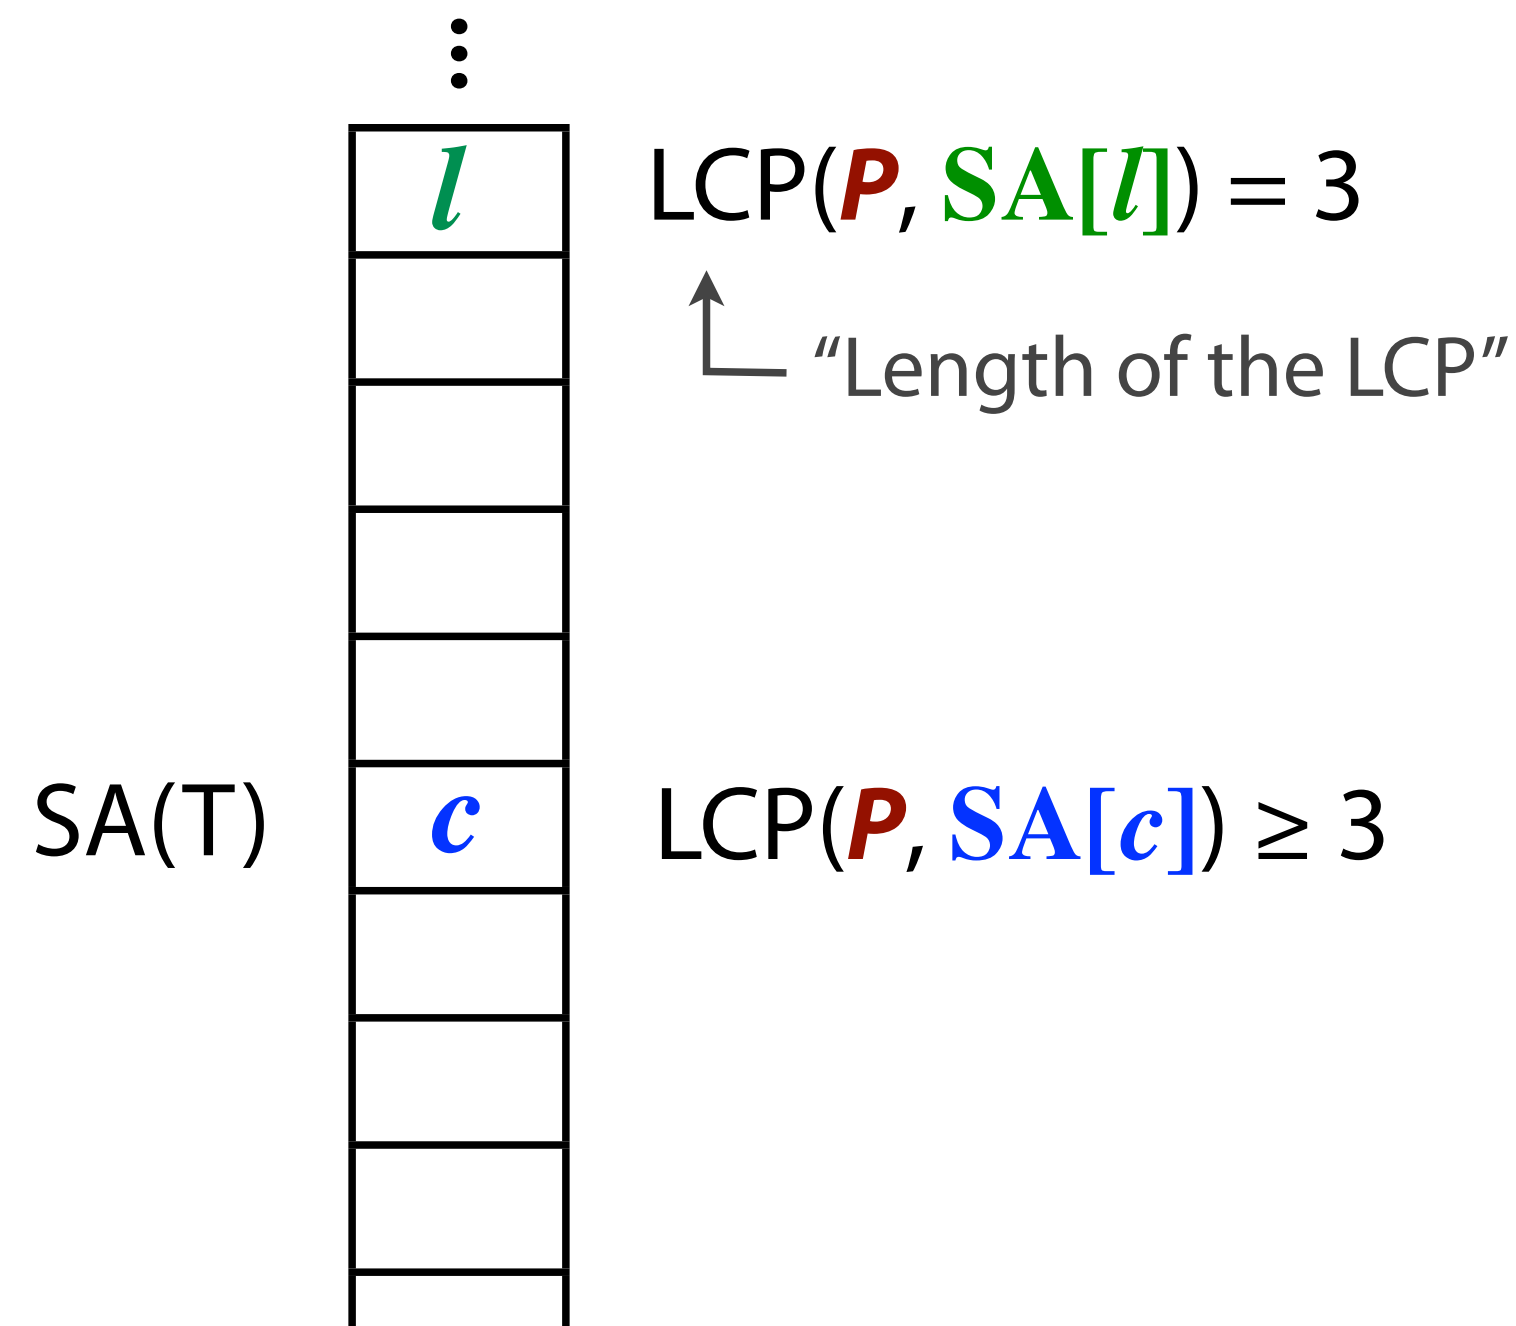 l LCP(P, SA[l]) = 3
“Length of the LCP”
SA(T) c LCP(P, SA[c]) ≥ 3